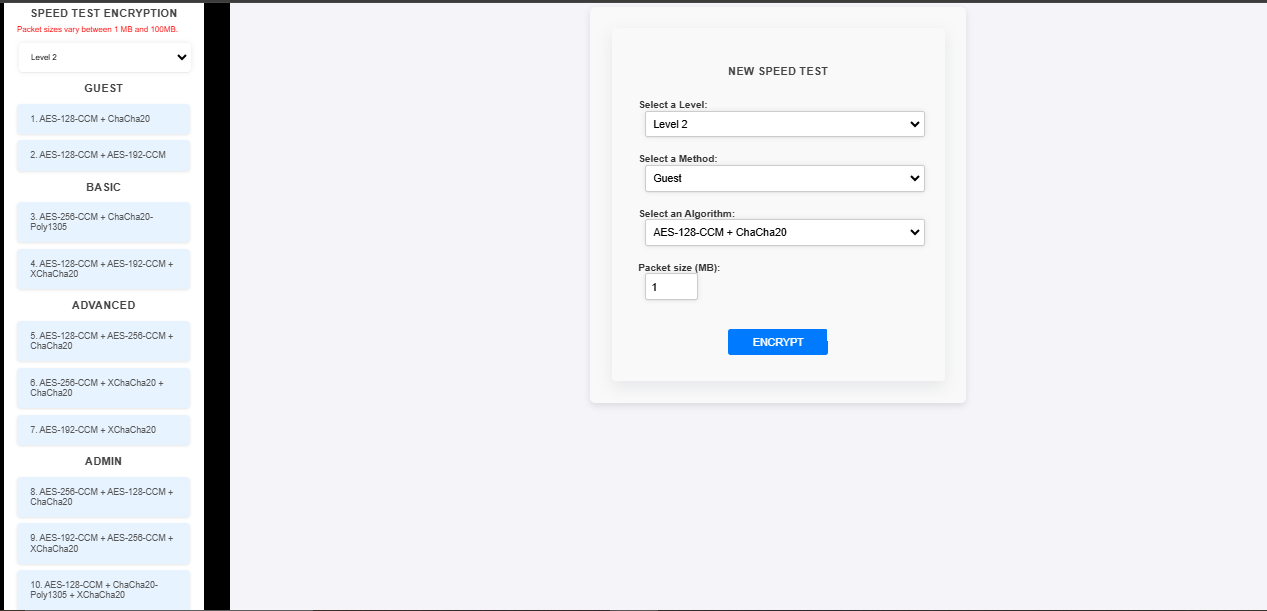 SPEED TEST ENCRYPTION
Packet sizes vary between 1 MB and 100MB.
Level 2
GUEST
1. AES-128-CCM + ChaCha20
2. AES-128-CCM + AES-192-CCM
BASIC
3. AES-256-CCM + ChaCha20-
Poly1305
4. AES-128-CCM + AES-192-CCM +
XChaCha20
ADVANCED
5. AES-128-CCM + AES-256-CCM +
ChaCha20
6. AES-256-CCM + XChaCha20 +
ChaCha20
7. AES-192-CCM + XChaCha20
ADMIN
8. AES-256-CCM + AES-128-CCM +
ChaCha20
9. AES-192-CCM + AES-256-CCM +
XChaCha20
10. AES-128-CCM + ChaCha20-
Poly1305 + XChaCha20
NEW SPEED TEST
Select a Level:
Level 2
Select a Method:
Guest
Select an Algorithm:
AES-128-CCM + ChaCha20
Packet size (MB):
1
ENCRYPT